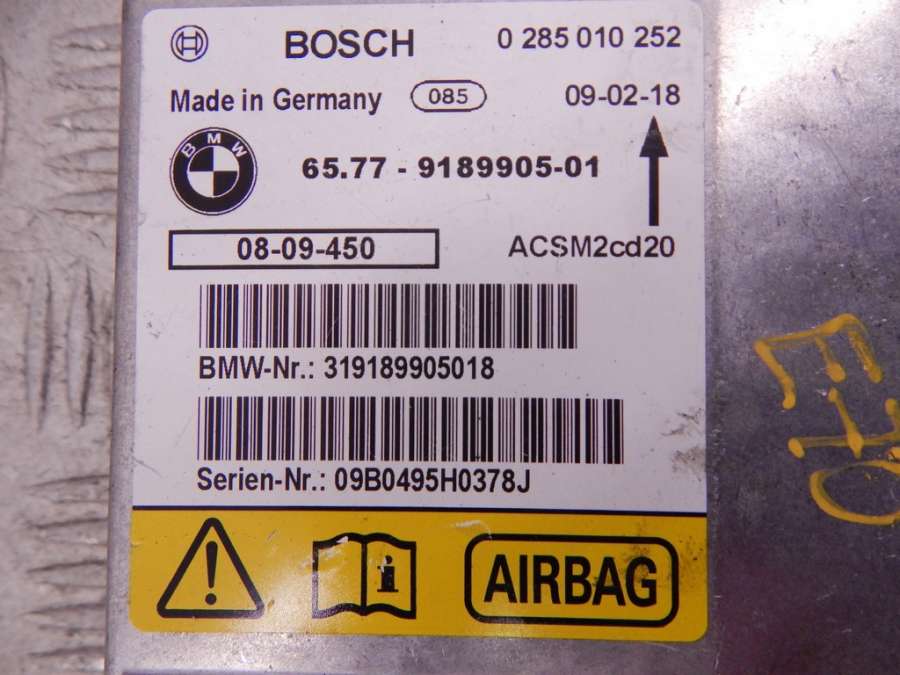 BOSCH 0 285 010 252
Made in Germany 085 09-02-18
BMW
65.77 - 9189905-01
08-09-450 ACSM2cd20
BMW-Nr.: 319189905018
Serien-Nr.: 09B0495H0378J
AIRBAG